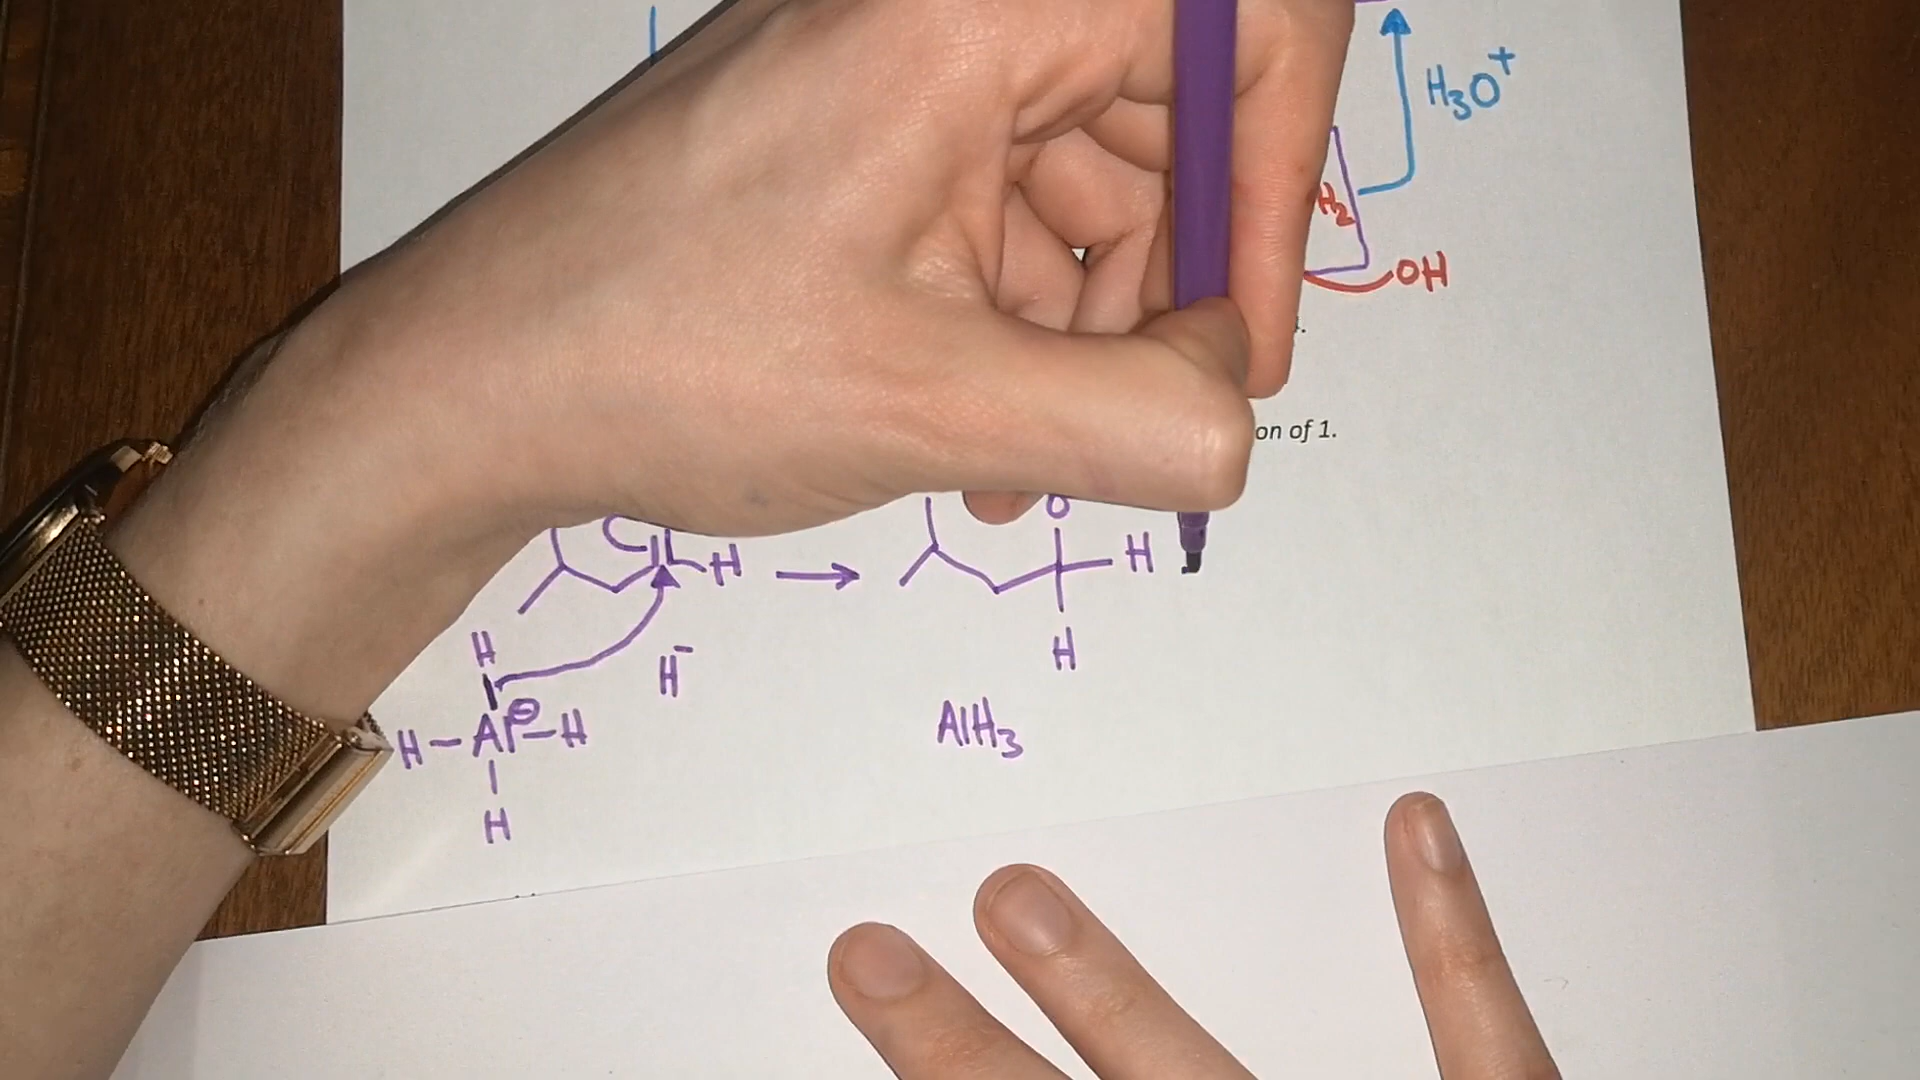 H3O+
H2
OH
on of 1.
O
H → H
H
H-
H
H-Al⊖-H
AlH3
H